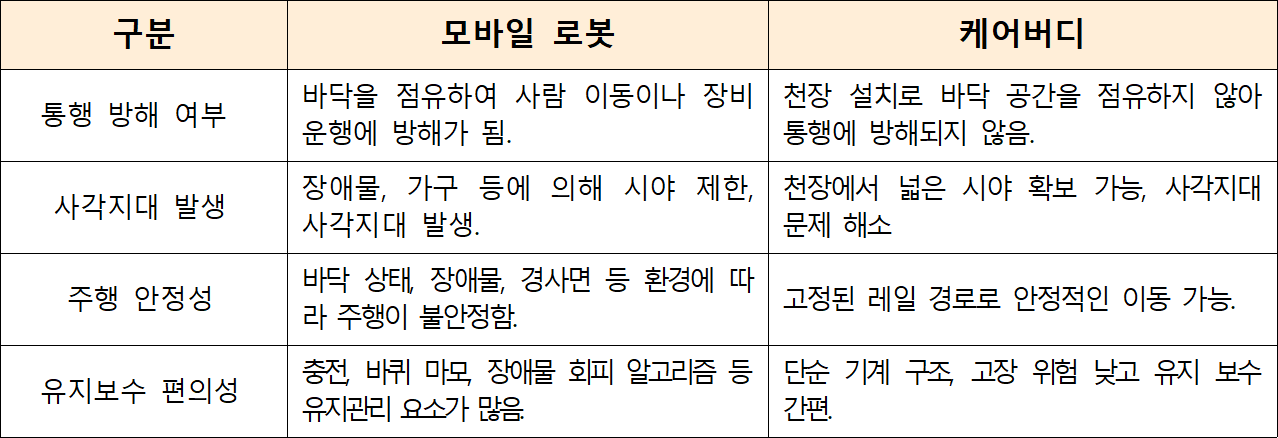 구분
모바일 로봇
케어버디
통행 방해 여부
바닥을 점유하여 사람 이동이나 장비
운행에 방해가 됨.
천장 설치로 바닥 공간을 점유하지 않아
통행에 방해되지 않음.
사각지대 발생
장애물, 가구 등에 의해 시야 제한,
사각지대 발생.
천장에서 넓은 시야 확보 가능, 사각지대
문제 해소
주행 안정성
바닥 상태, 장애물, 경사면 등 환경에 따
라 주행이 불안정함.
고정된 레일 경로로 안정적인 이동 가능.
유지보수 편의성
충전, 바퀴 마모, 장애물 회피 알고리즘 등
유지관리 요소가 많음.
단순 기계 구조, 고장 위험 낮고 유지 보수
간편.